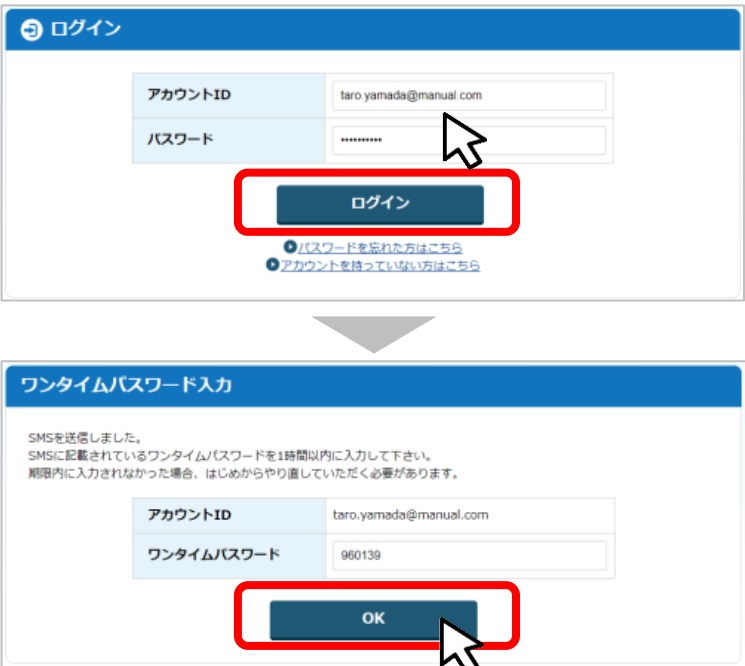 ログイン
アカウントID
taro.yamada@manual.com
パスワード
••••••••••
ログイン
パスワードを忘れた方はこちら
アカウントを持っていない方はこちら
ワンタイムパスワード入力
SMSを送信しました。
SMSに記載されているワンタイムパスワードを1時間以内に入力して下さい。
期限内に入力されなかった場合、はじめからやり直していただく必要があります。
アカウントID
taro.yamada@manual.com
ワンタイムパスワード
960139
OK